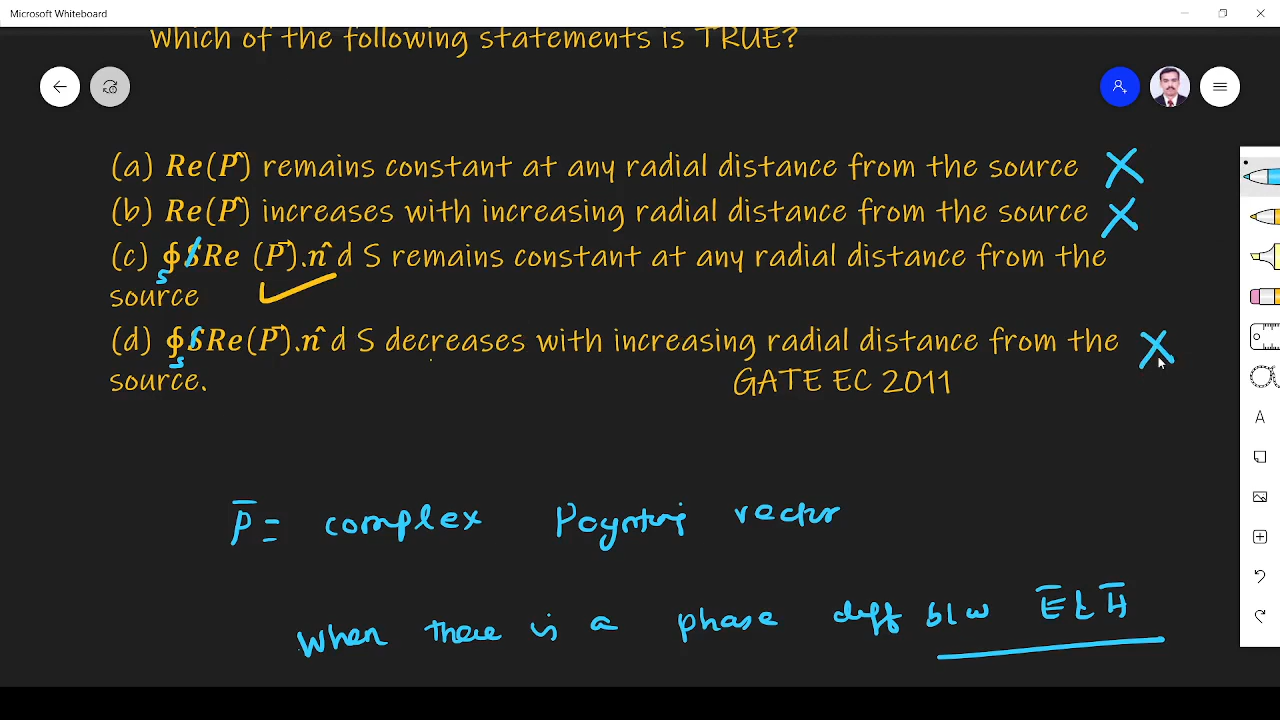 Microsoft Whiteboard
Which of the following statements is TRUE?
(a) Re(P̂) remains constant at any radial distance from the source
(b) Re(P̂) increases with increasing radial distance from the source
(c) ∮S Re (P⃗).n̂ d S remains constant at any radial distance from the
s
source
(d) ∮S Re(P⃗).n̂ d S decreases with increasing radial distance from the
s
source.
GATE EC 2011
P̅ = complex Poynting vector
When there is a phase diff b/w E̅ & H̅
A